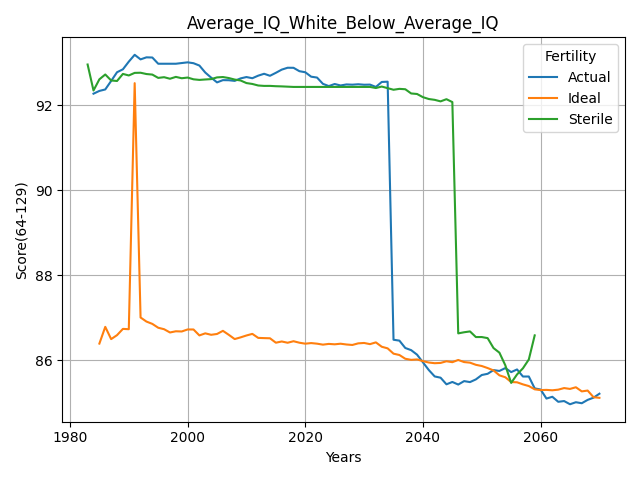 Average_IQ_White_Below_Average_IQ
Score(64-129)
92
90
88
86
1980
2000
2020
2040
2060
Years
Fertility
Actual
Ideal
Sterile